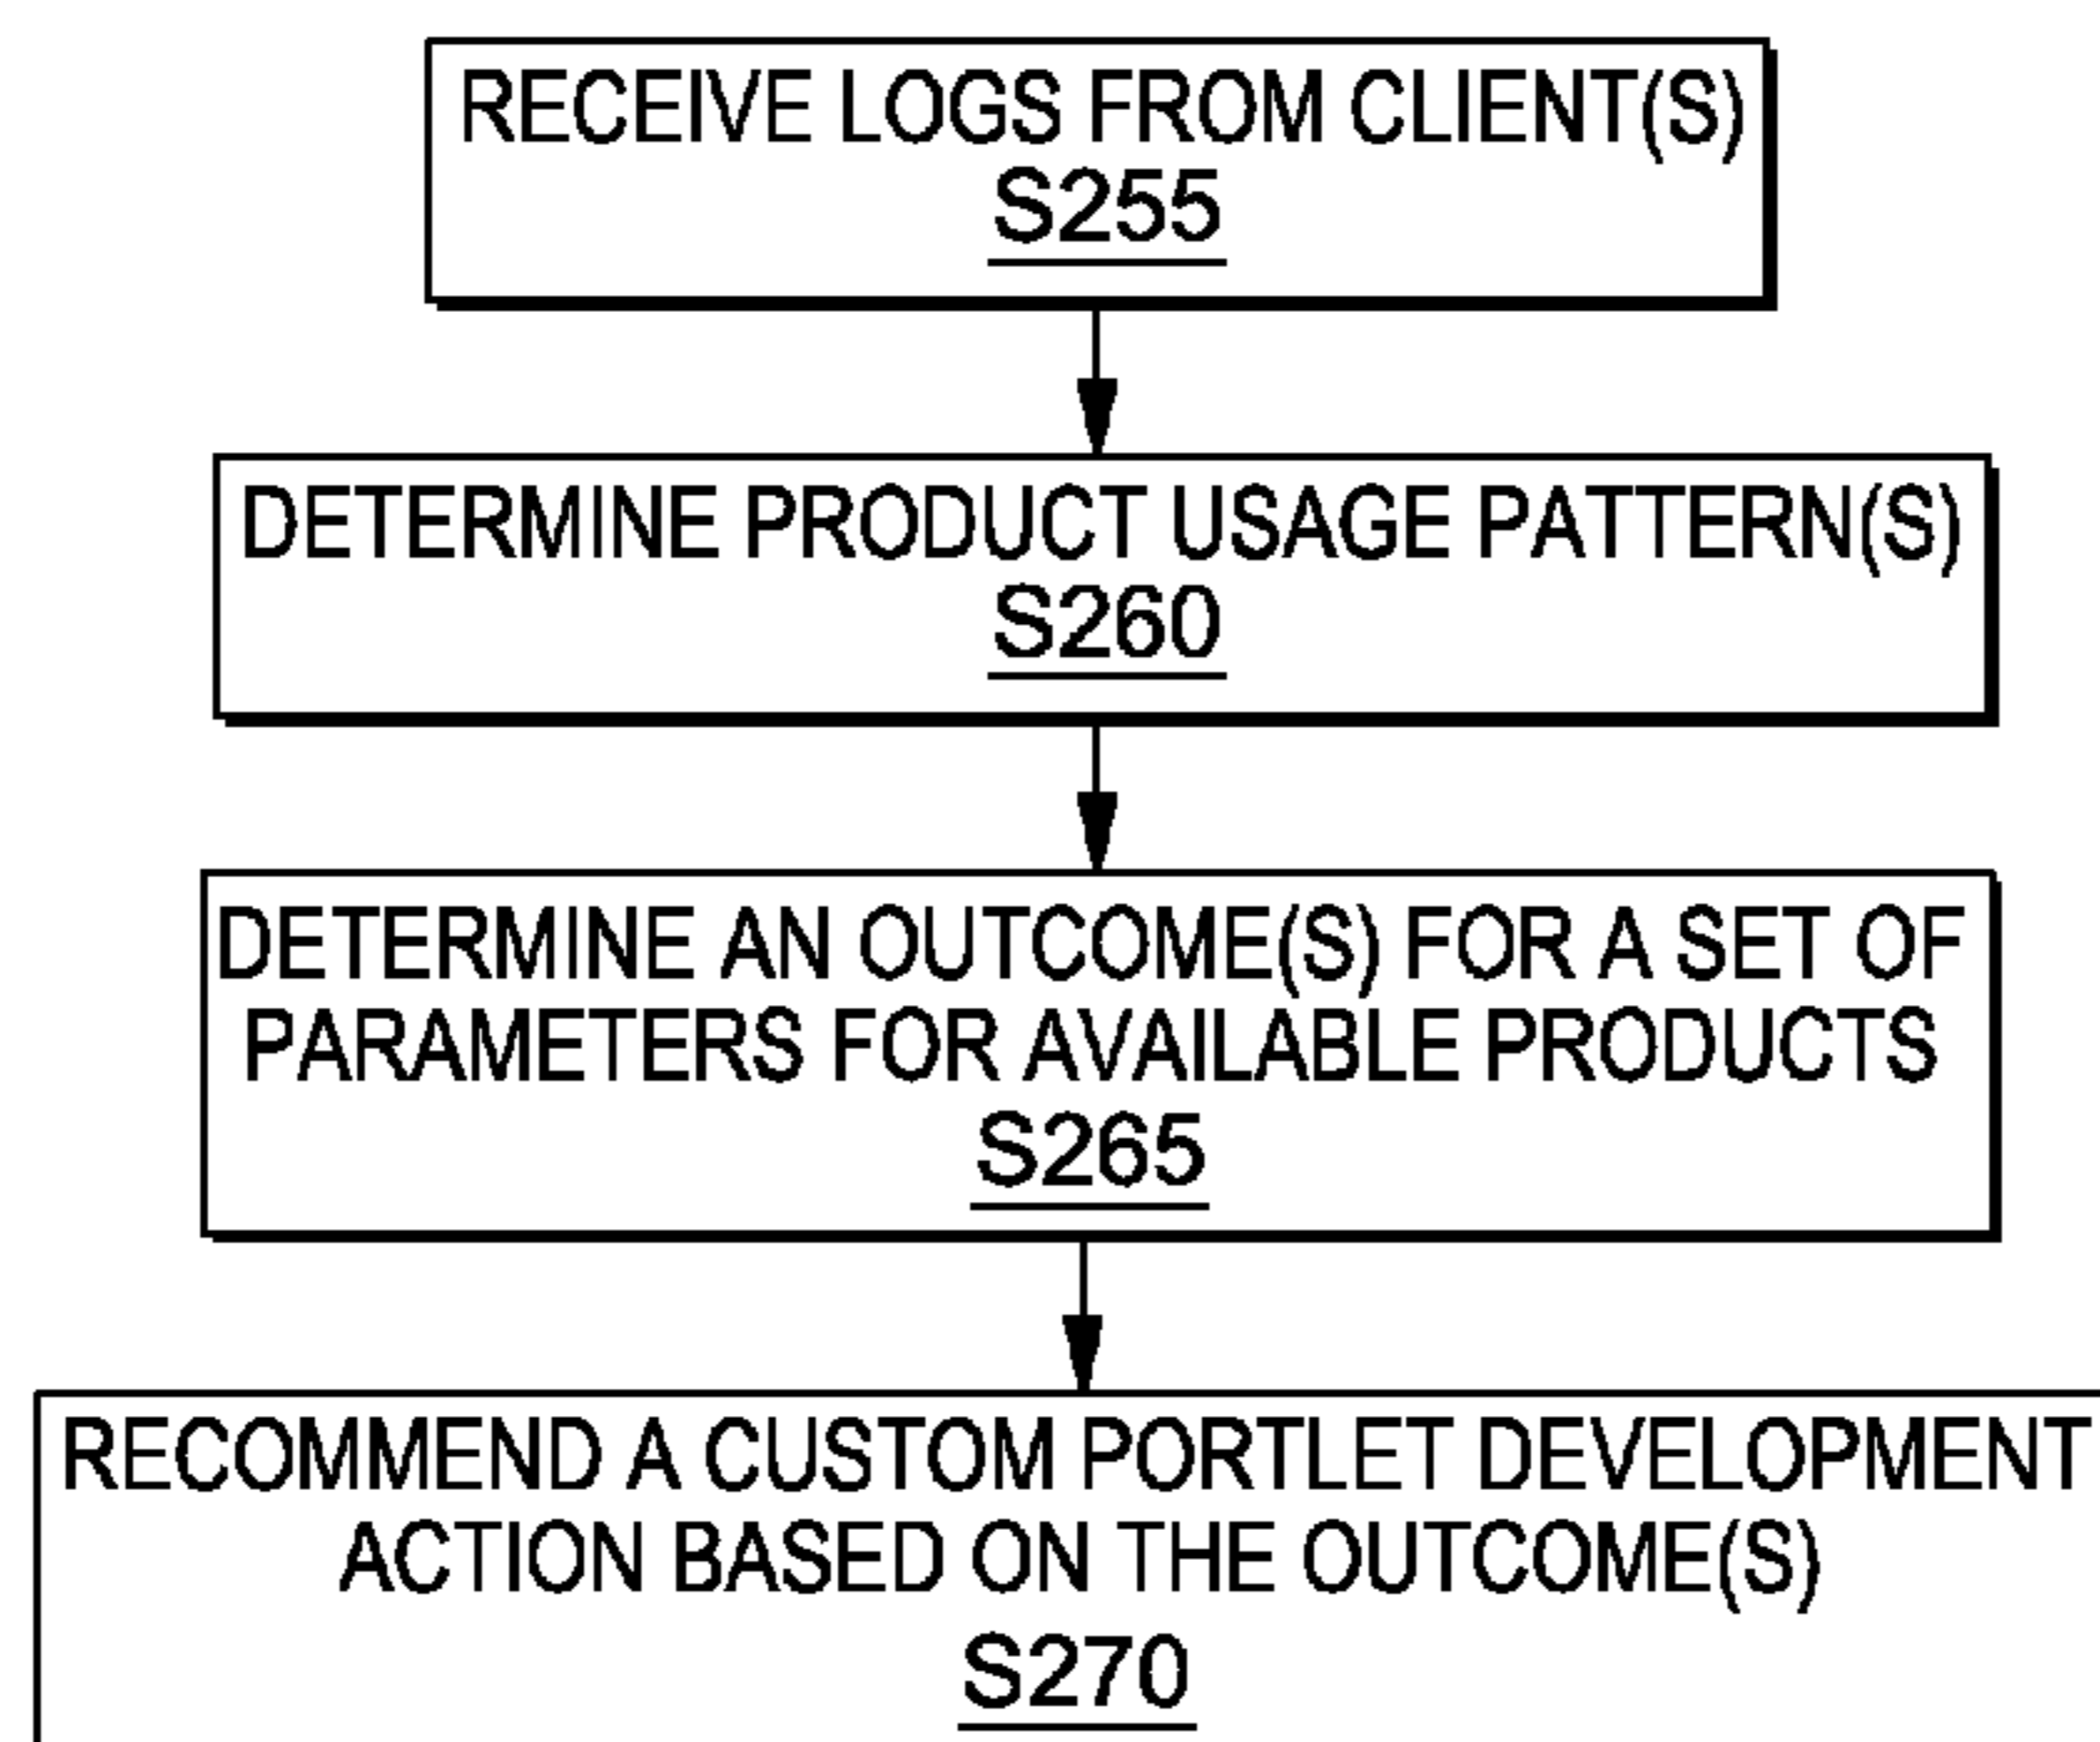 RECEIVE LOGS FROM CLIENT(S)
S255
DETERMINE PRODUCT USAGE PATTERN(S)
S260
DETERMINE AN OUTCOME(S) FOR A SET OF
PARAMETERS FOR AVAILABLE PRODUCTS
S265
RECOMMEND A CUSTOM PORTLET DEVELOPMENT
ACTION BASED ON THE OUTCOME(S)
S270